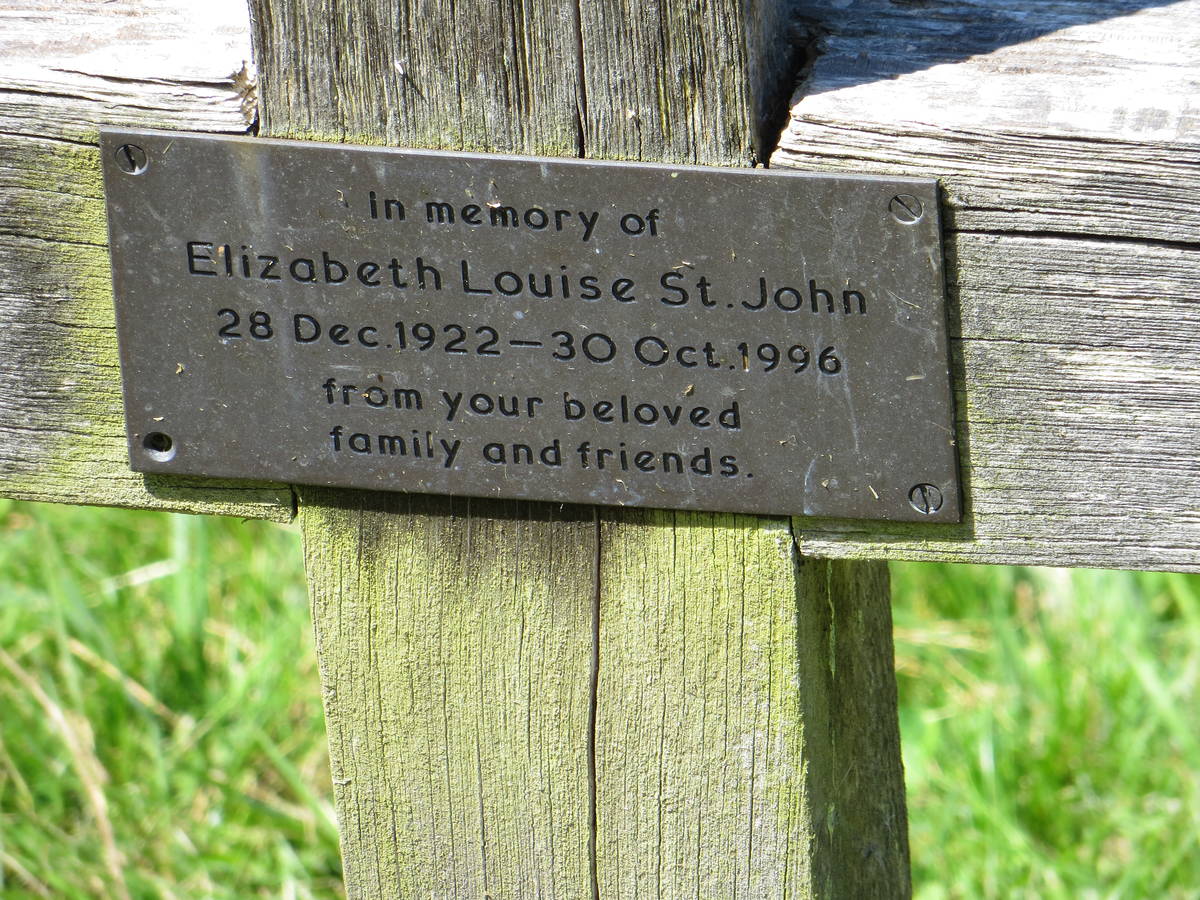 In memory of
Elizabeth Louise St. John
28 Dec. 1922 – 30 Oct. 1996
from your beloved
family and friends.